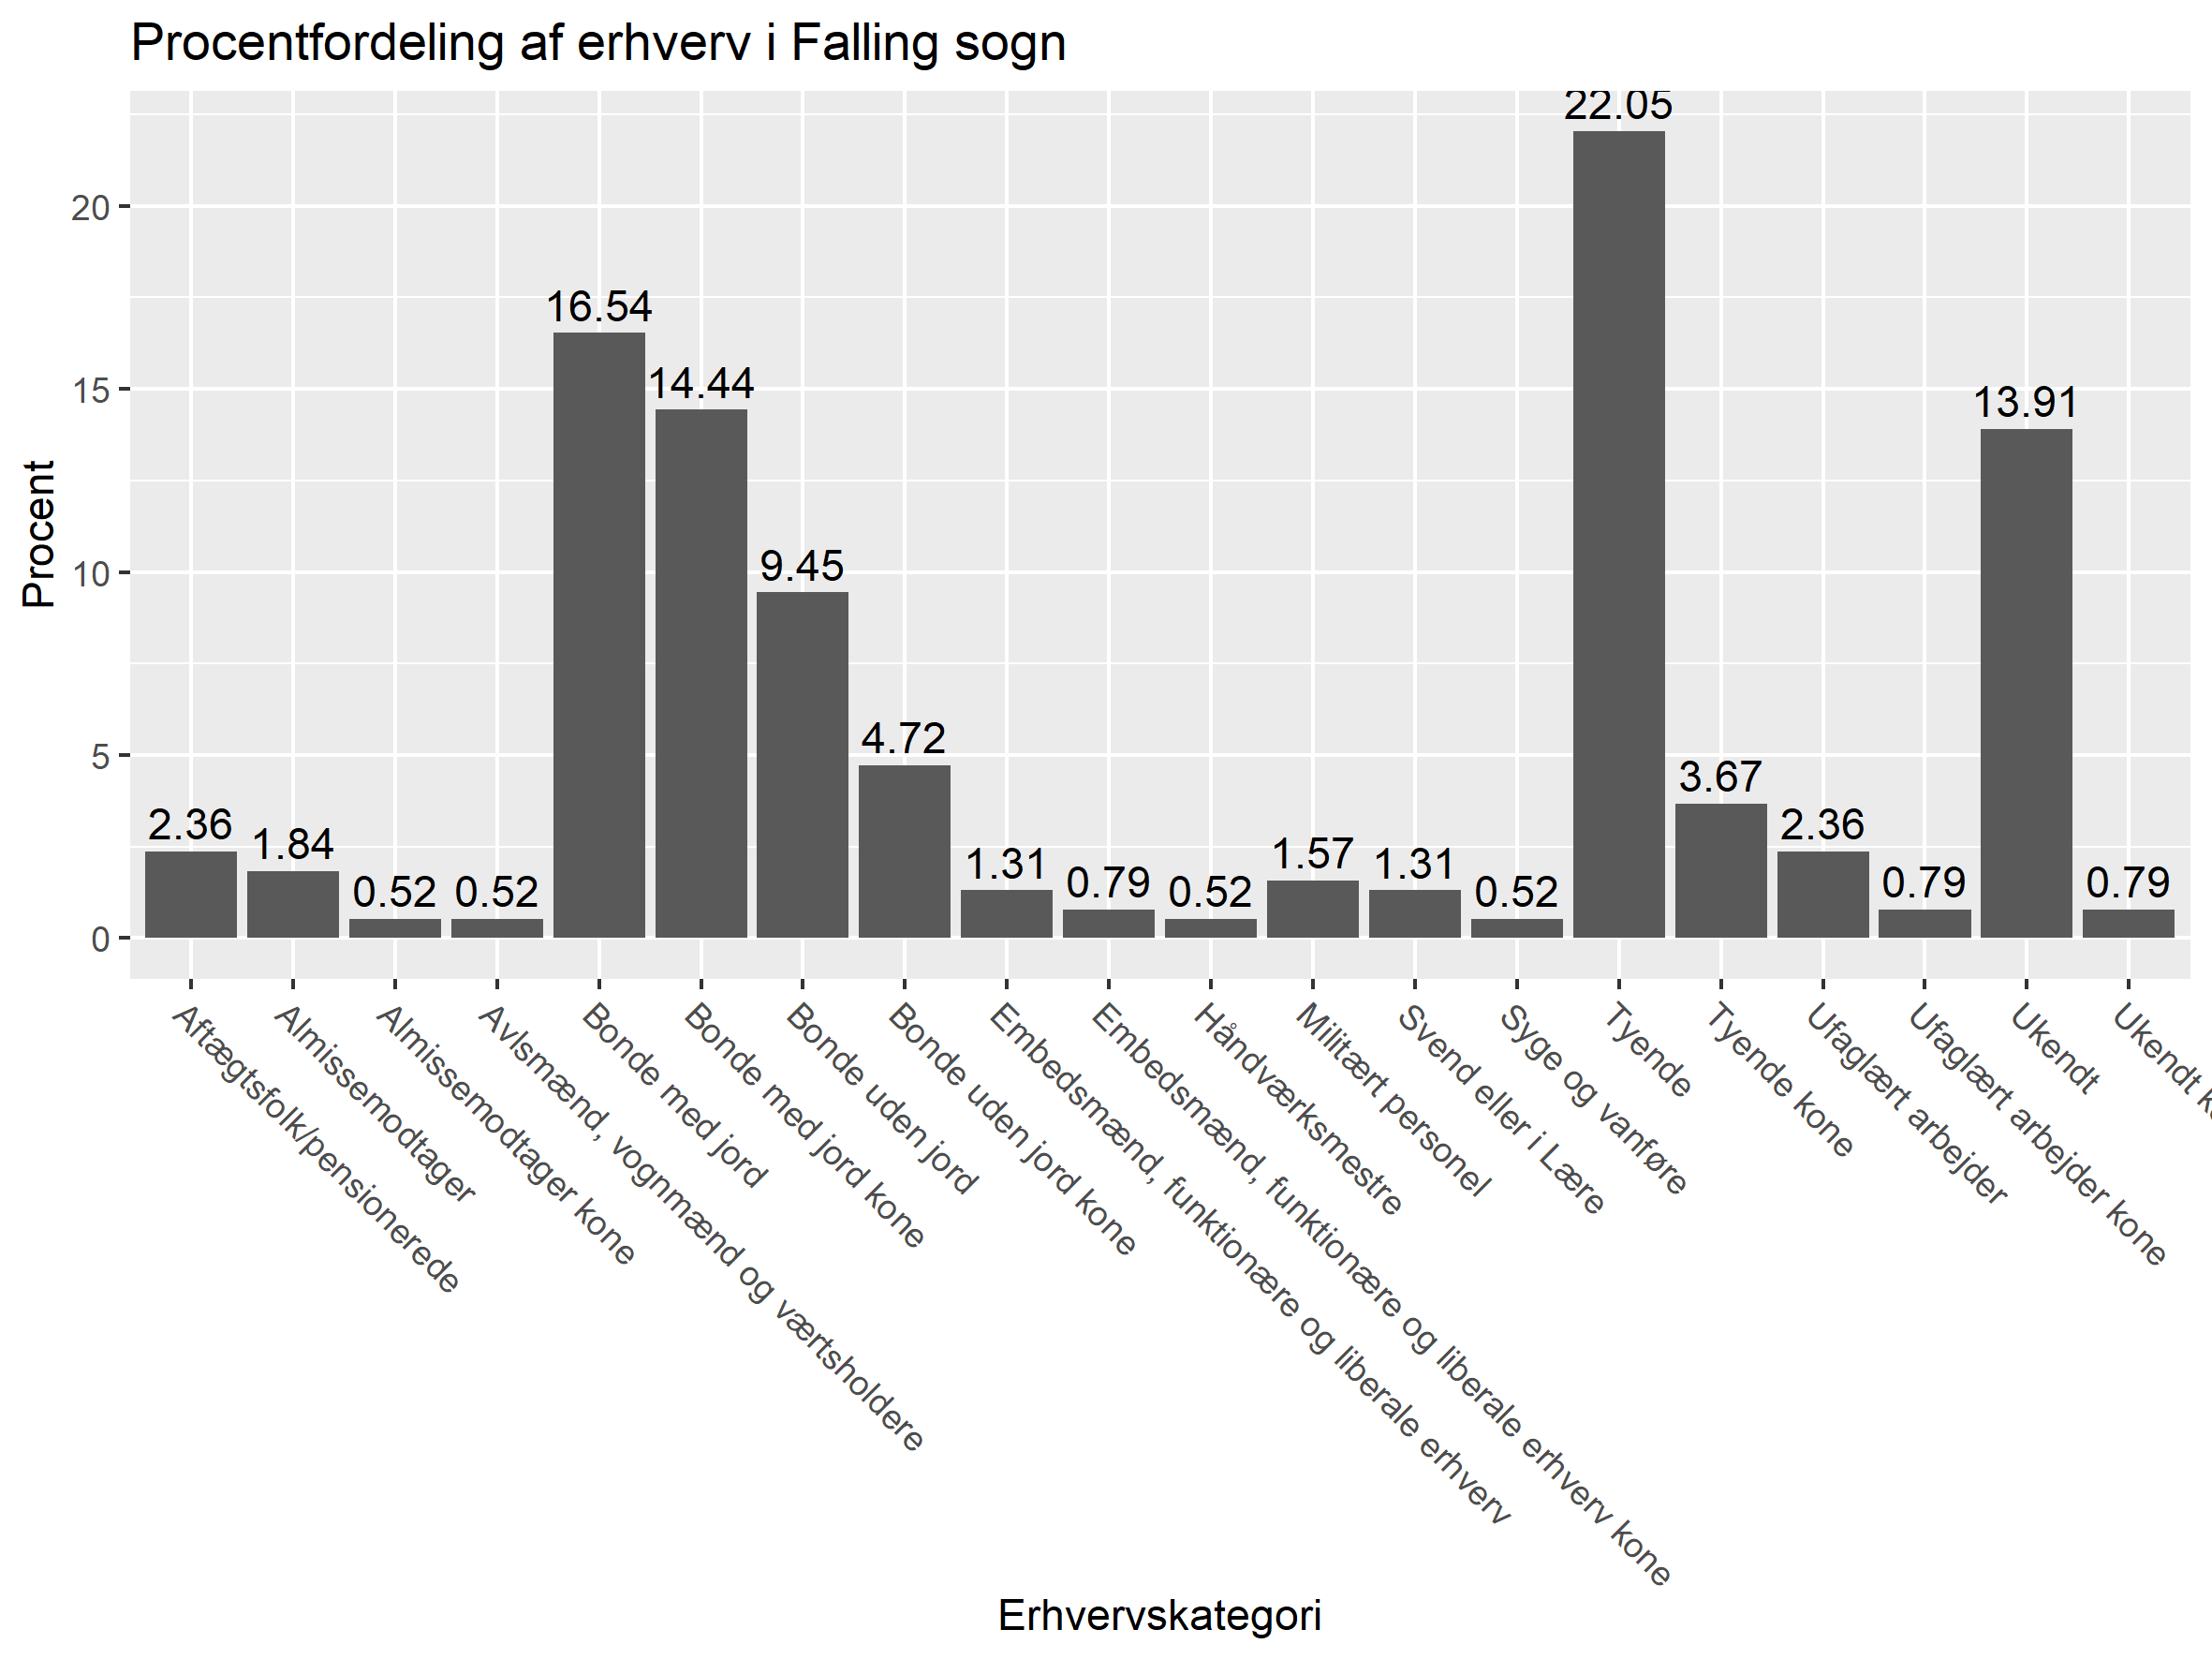 Procentfordeling af erhverv i Falling sogn
Procent
20
15
10
5
0
2.36
1.84
0.52
0.52
16.54
14.44
9.45
4.72
1.31
0.79
0.52
1.57
1.31
0.52
22.05
3.67
2.36
0.79
13.91
0.79
Aftægtsfolk/pensionerede
Almissemodtager
Almissemodtager kone
Avlsmænd, vognmænd og værtsholdere
Bonde med jord
Bonde med jord kone
Bonde uden jord
Bonde uden jord kone
Embedsmænd, funktionære og liberale erhverv
Embedsmænd, funktionære og liberale erhverv kone
Håndværksmestre
Militært personel
Svend eller i Lære
Syge og vanføre
Tyende
Tyende kone
Ufaglært arbejder
Ufaglært arbejder kone
Ukendt
Ukendt
Erhvervskategori